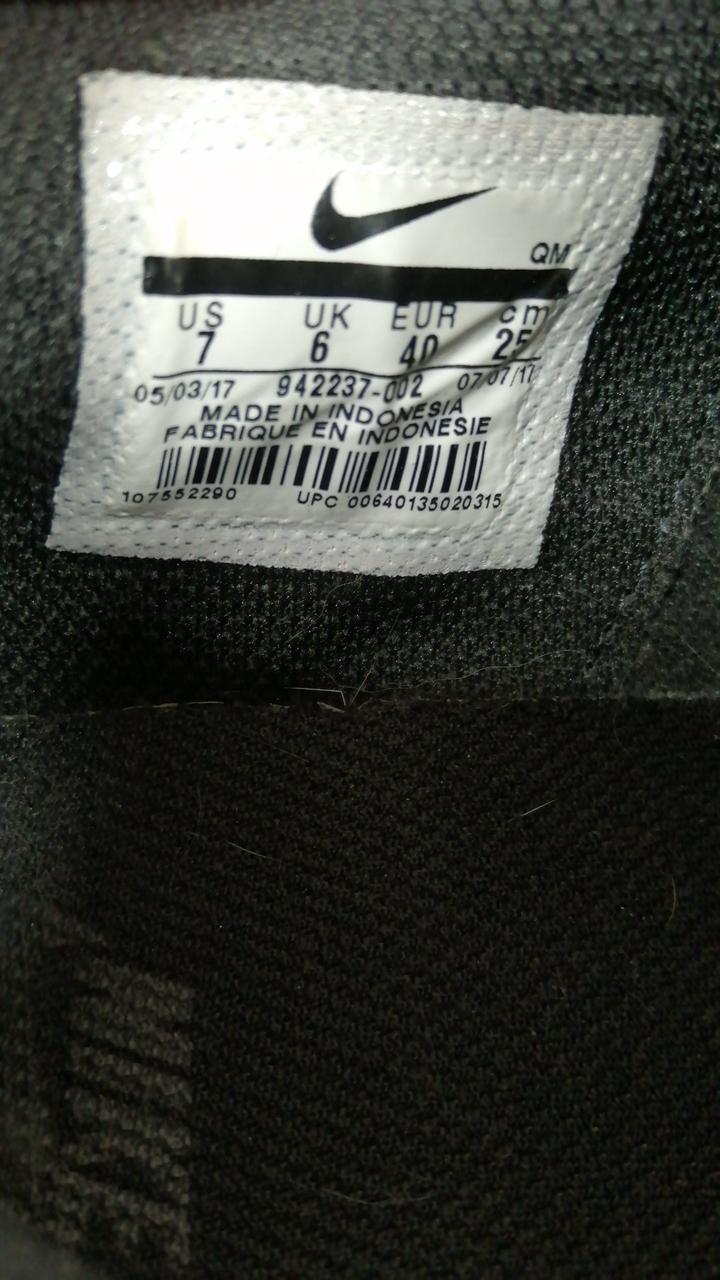 QM
US UK EUR cm
7 6 40 25
05/03/17 942237-002 07/07/17
MADE IN INDONESIA
FABRIQUE EN INDONESIE
107552290 UPC 00640135020315